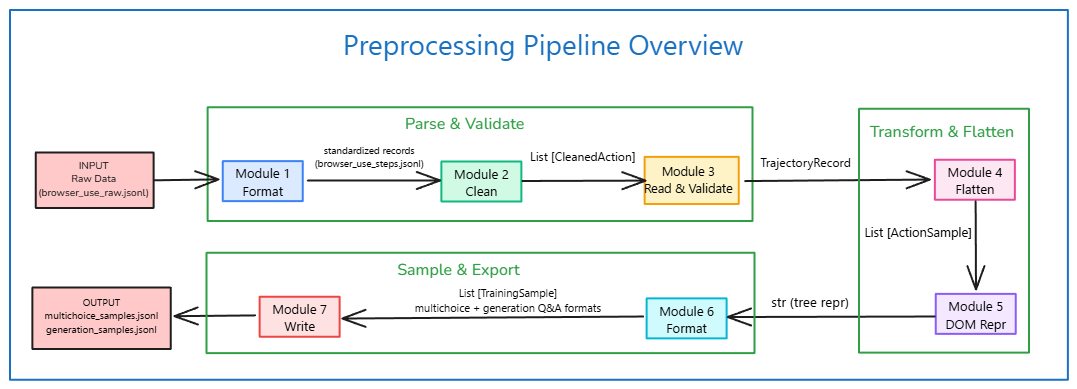 Preprocessing Pipeline Overview
Parse & Validate
INPUT
Raw Data
(browser_use_raw.jsonl)
Module 1
Format
standardized records
(browser_use_steps.jsonl)
Module 2
Clean
List [CleanedAction]
Module 3
Read & Validate
TrajectoryRecord
Transform & Flatten
Module 4
Flatten
List [ActionSample]
Module 5
DOM Repr
str (tree repr)
Sample & Export
Module 6
Format
List [TrainingSample]
multichoice + generation Q&A formats
Module 7
Write
OUTPUT
multichoice_samples.jsonl
generation_samples.jsonl